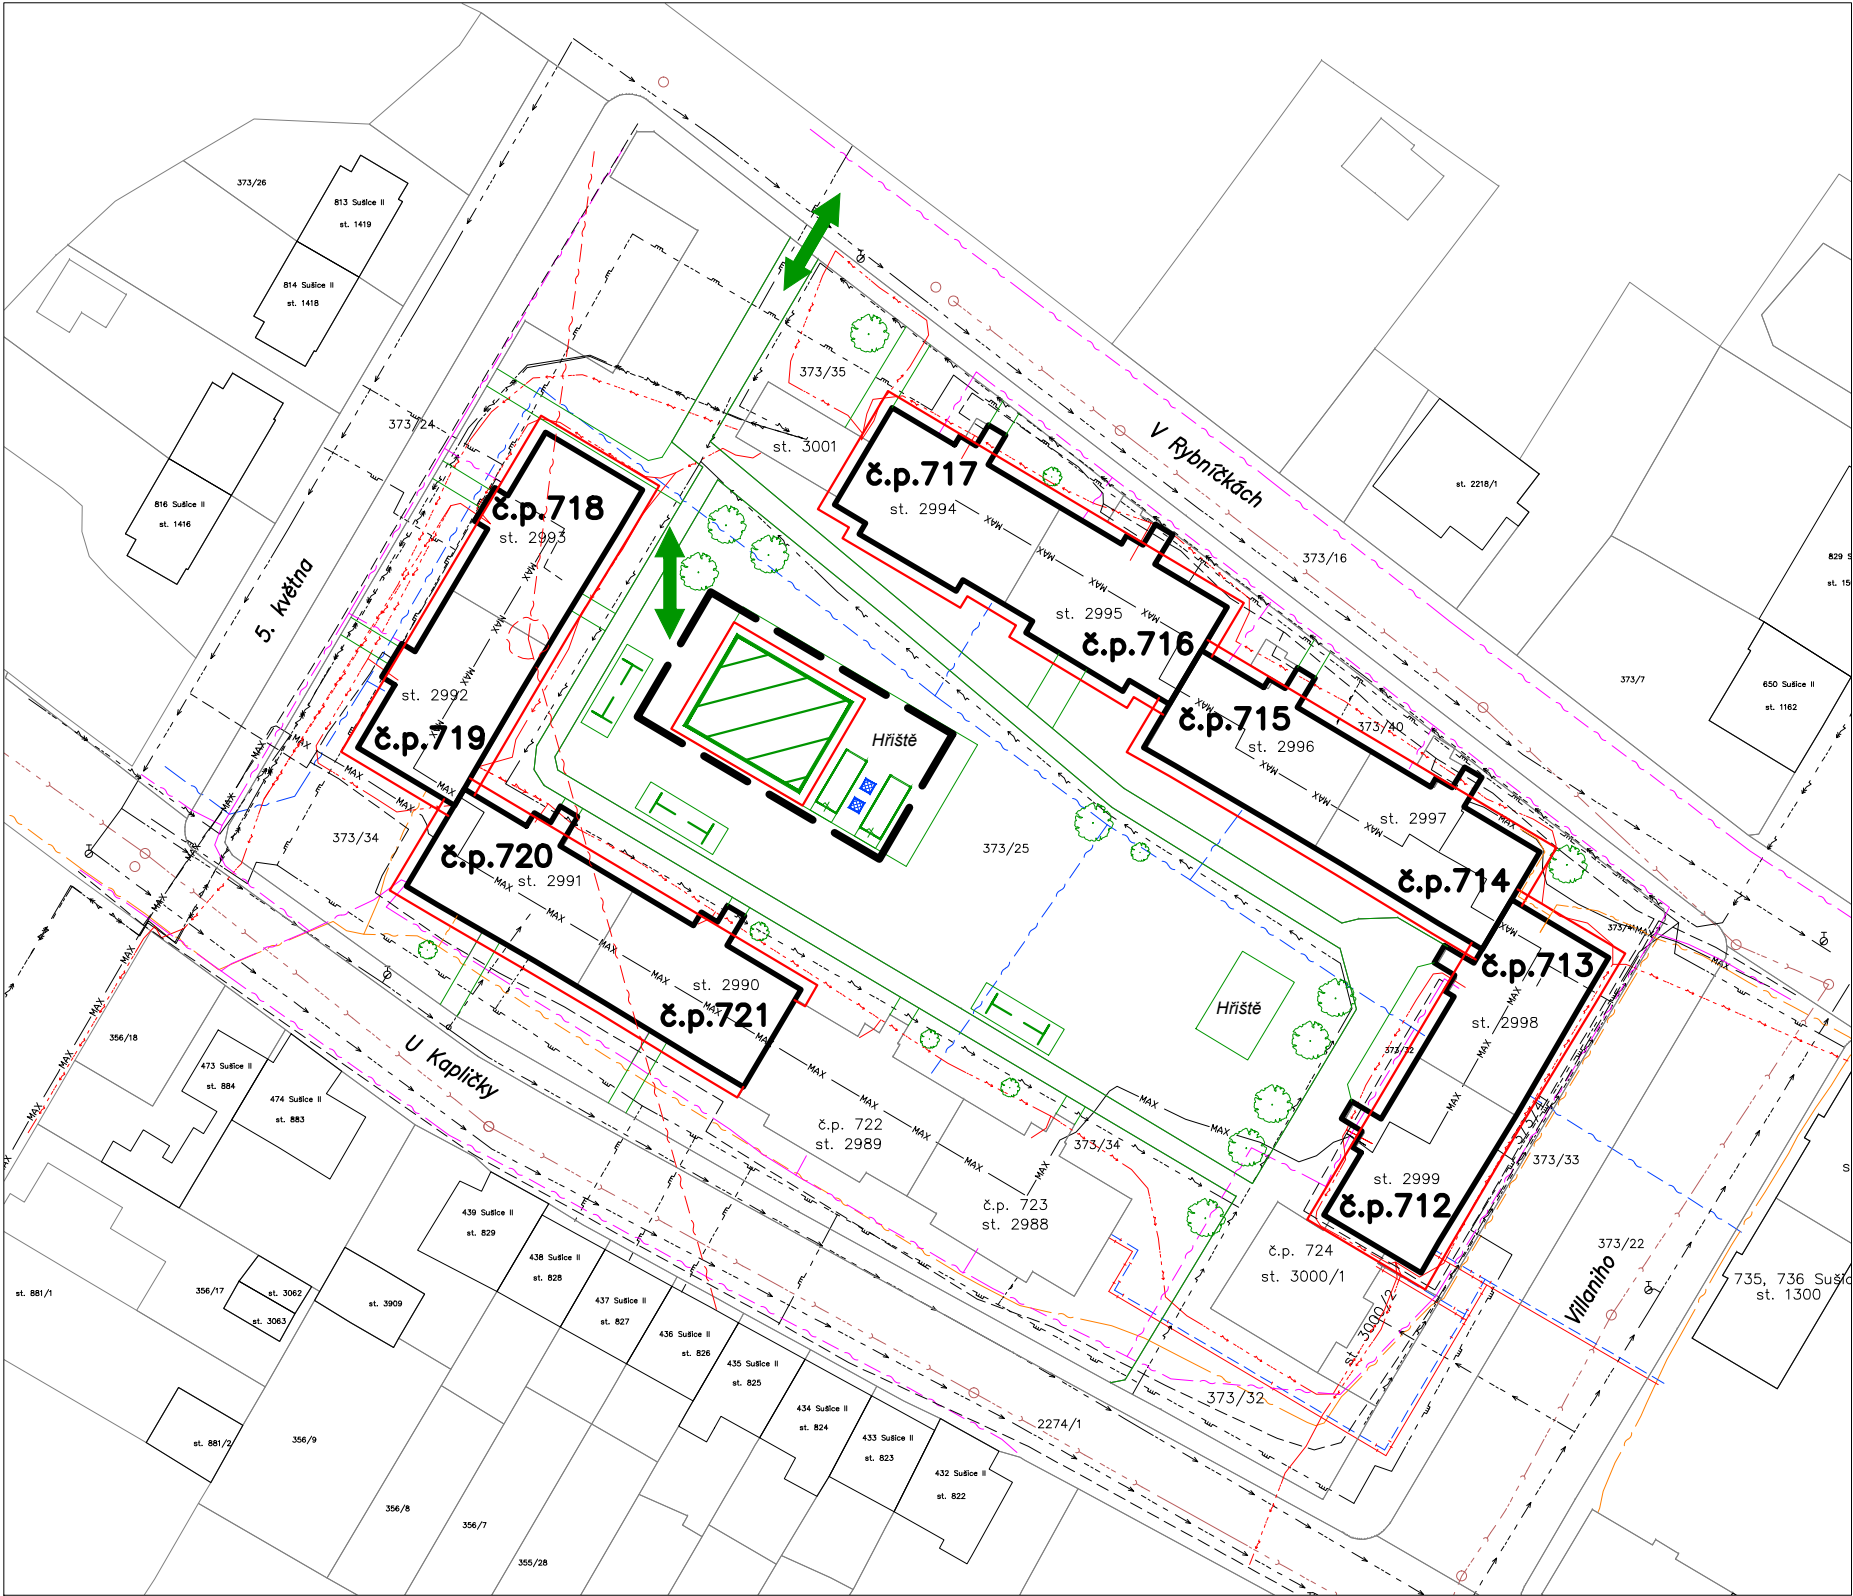 373/26
813 Sušice II
st. 1419
814 Sušice II
st. 1418
816 Sušice II
st. 1416
373/24
5. května
373/35
st. 3001
V Rybníčkách
st. 2218/1
373/16
829 S
373/7
650 Sušice II
st. 1162
č.p.717
st. 2994
č.p.718
st. 2993
st. 2995
č.p.716
st. 2992
č.p.719
č.p.715
st. 2996
373/40
Hřiště
st. 2997
č.p.714
373/34
č.p.720
st. 2991
373/25
č.p.713
st. 2998
st. 2990
č.p.721
Hřiště
373/33
st. 2999
č.p.712
356/18
473 Sušice II
st. 884
474 Sušice II
st. 883
U Kapličky
č.p. 722
st. 2989
373/34
č.p. 723
st. 2988
č.p. 724
st. 3000/1
st. 3000/2
373/22
Villaniho
735, 736 Sušic
st. 1300
439 Sušice II
st. 829
438 Sušice II
st. 828
437 Sušice II
st. 827
436 Sušice II
st. 826
435 Sušice II
st. 825
434 Sušice II
st. 824
433 Sušice II
st. 823
432 Sušice II
st. 822
373/32
2274/1
st. 881/1
356/17
st. 3062
st. 3063
st. 3909
st. 881/2
356/9
356/8
356/7
355/28
MAX